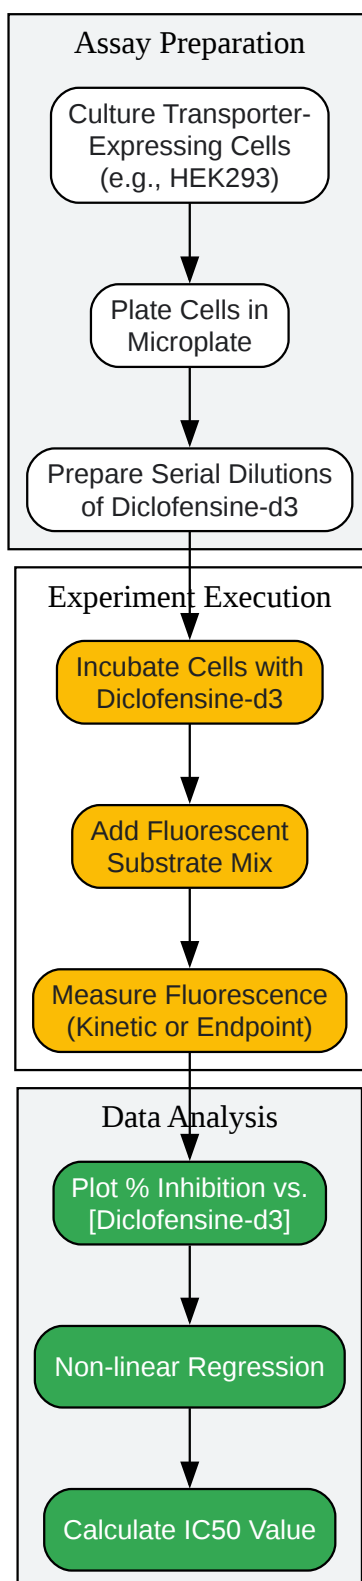 Assay Preparation
Culture Transporter-
Expressing Cells
(e.g., HEK293)
Plate Cells in
Microplate
Prepare Serial Dilutions
of Diclofensine-d3
Experiment Execution
Incubate Cells with
Diclofensine-d3
Add Fluorescent
Substrate Mix
Measure Fluorescence
(Kinetic or Endpoint)
Data Analysis
Plot % Inhibition vs.
[Diclofensine-d3]
Non-linear Regression
Calculate IC50 Value